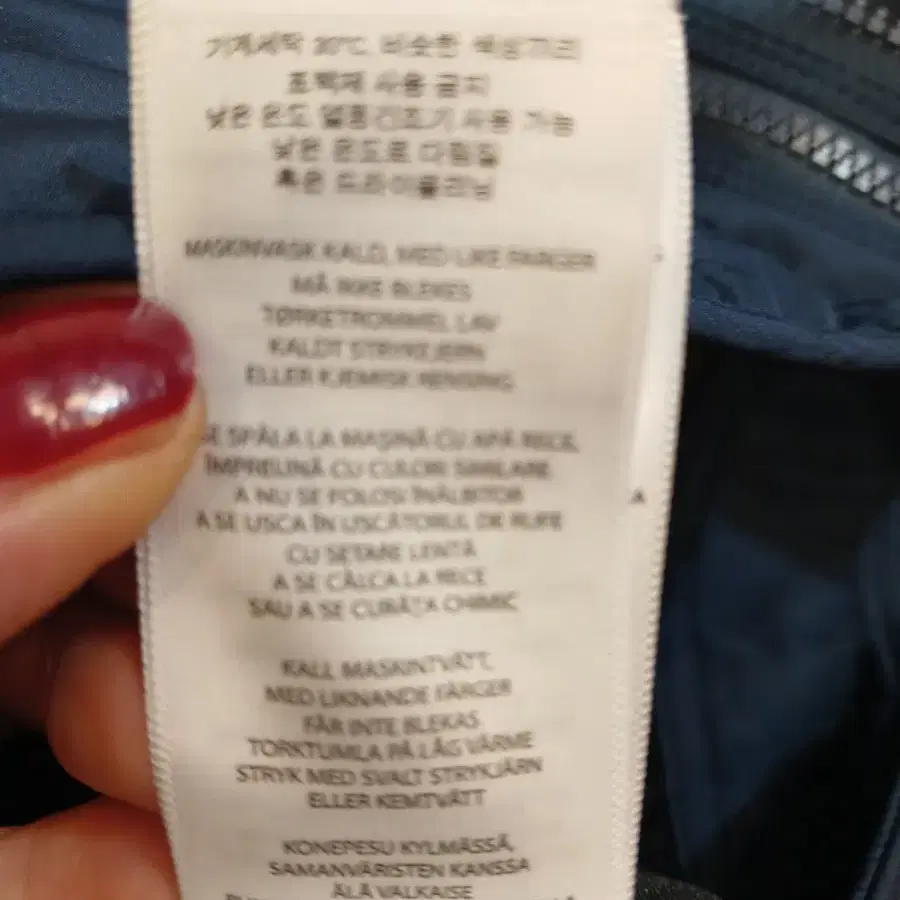 기계세탁 30°C, 비슷한 색상끼리
표백제 사용 금지
낮은 온도 열풍건조기 사용 가능
낮은 온도로 다림질
혹은 드라이클리닝
MASKINVASK KALD, MED LIKE FARGER
MÅ IKKE BLEKES
TØRKETROMMEL LAV
KALDT STRYKEJERN
ELLER KJEMISK RENSING
SE SPĂLA LA MAȘINĂ CU APĂ RECE,
ÎMPREUNĂ CU CULORI SIMILARE
A NU SE FOLOSI ÎNĂLBITOR
A SE USCA ÎN USCĂTORUL DE RUFE
CU SETARE LENTĂ
A SE CĂLCA LA RECE
SAU A SE CURĂȚA CHIMIC
KALL MASKINTVÄTT,
MED LIKNANDE FÄRGER
FÅR INTE BLEKAS
TORKTUMLA PÅ LÅG VÄRME
STRYK MED SVALT STRYKJÄRN
ELLER KEMTVÄTT
KONEPESU KYLMÄSSÄ,
SAMANVÄRISTEN KANSSA
ÄLÄ VALKAISE